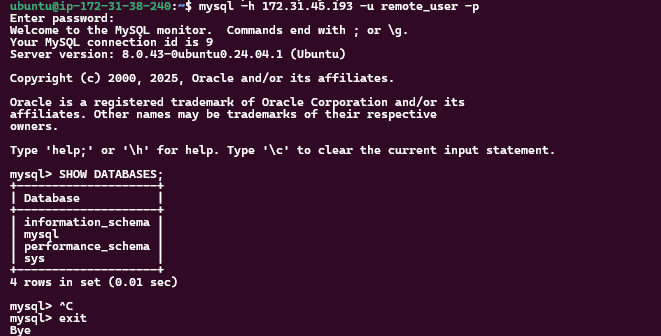 ubuntu@ip-172-31-38-240:~$ mysql -h 172.31.45.193 -u remote_user -p
Enter password:
Welcome to the MySQL monitor.  Commands end with ; or \g.
Your MySQL connection id is 9
Server version: 8.0.43-0ubuntu0.24.04.1 (Ubuntu)

Copyright (c) 2000, 2025, Oracle and/or its affiliates.

Oracle is a registered trademark of Oracle Corporation and/or its
affiliates. Other names may be trademarks of their respective
owners.

Type 'help;' or '\h' for help. Type '\c' to clear the current input statement.

mysql> SHOW DATABASES;
+--------------------+
| Database           |
+--------------------+
| information_schema |
| mysql              |
| performance_schema |
| sys                |
+--------------------+
4 rows in set (0.01 sec)

mysql> ^C
mysql> exit
Bye